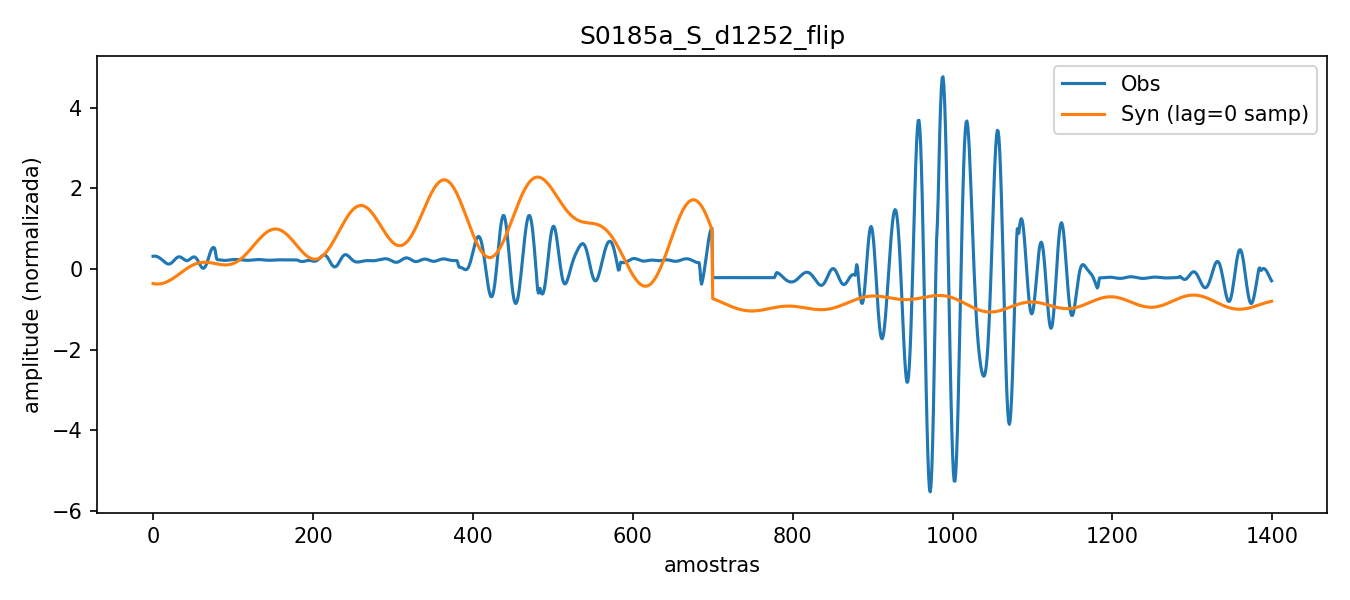 S0185a_S_d1252_flip
Obs
Syn (lag=0 samp)
amplitude (normalizada)
4
2
0
−2
−4
−6
0 200 400 600 800 1000 1200 1400
amostras